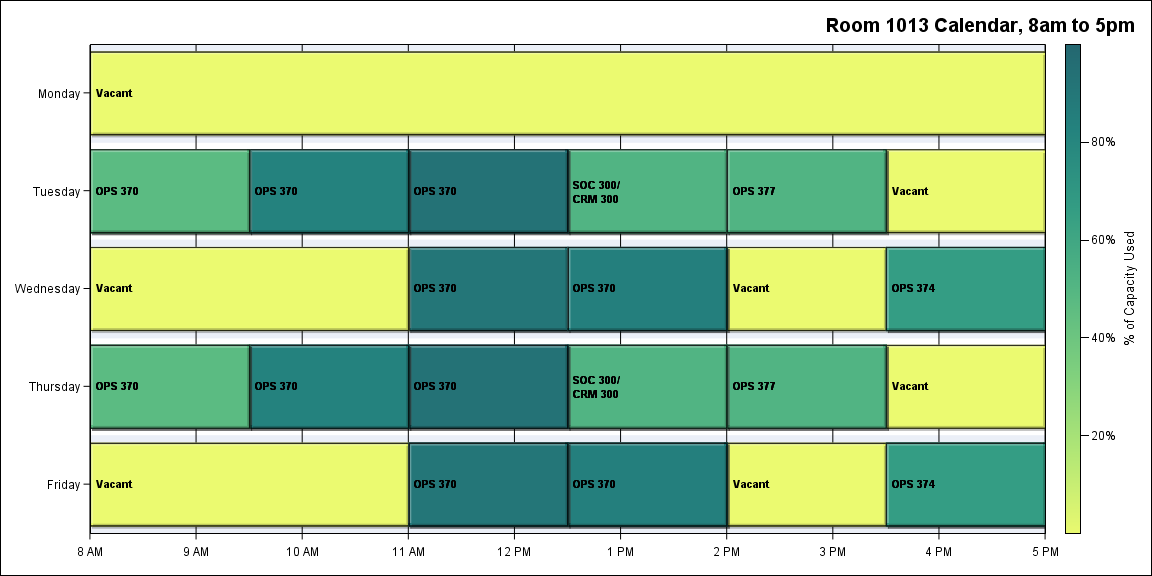 Room 1013 Calendar, 8am to 5pm
Monday
Vacant
80%
Tuesday
OPS 370
OPS 370
OPS 370
SOC 300/
CRM 300
OPS 377
Vacant
60%
Wednesday
Vacant
OPS 370
OPS 370
Vacant
OPS 374
% of Capacity Used
40%
Thursday
OPS 370
OPS 370
OPS 370
SOC 300/
CRM 300
OPS 377
Vacant
20%
Friday
Vacant
OPS 370
OPS 370
Vacant
OPS 374
8 AM
9 AM
10 AM
11 AM
12 PM
1 PM
2 PM
3 PM
4 PM
5 PM